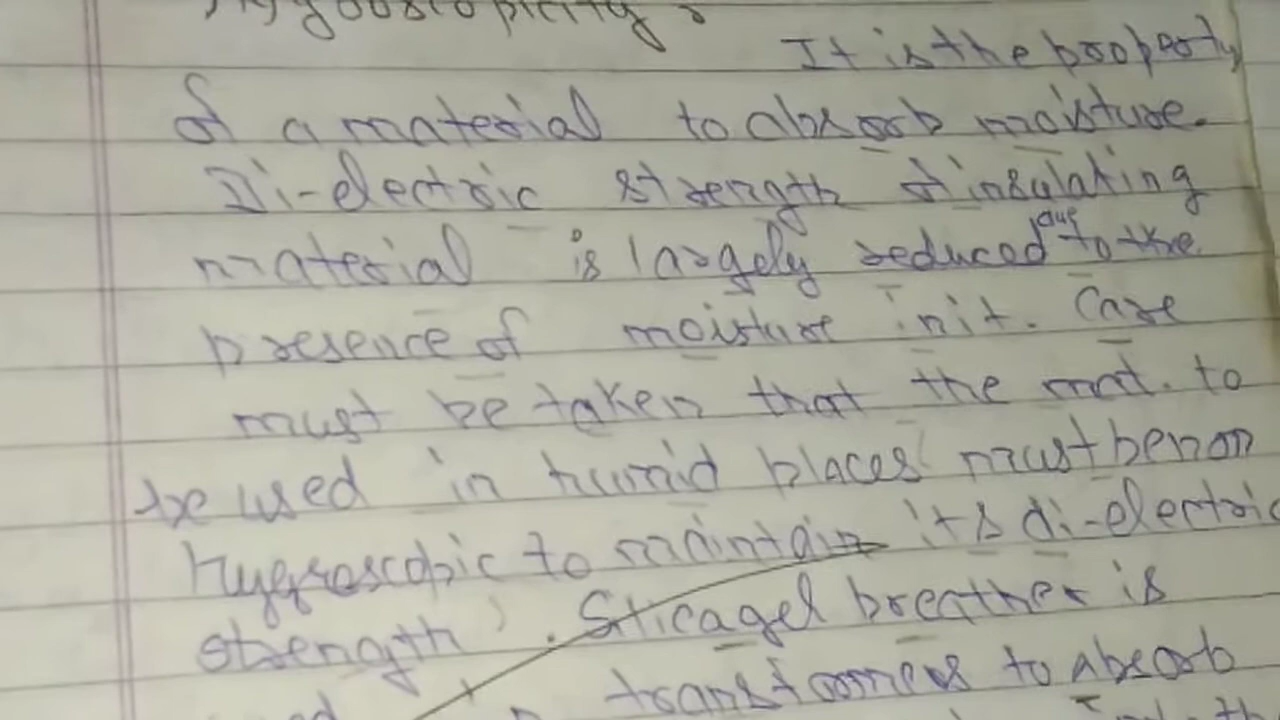 Hygroscopicity :
It is the property
of a material to absorb moisture.
Di-electric strength of insulating
material is largely reduced due to the
presence of moisture in it. Care
must be taken that the mat. to
be used in humid places must be non
hygroscopic to maintain its di-electric
strength. Silicagel breather is
transformers to absorb